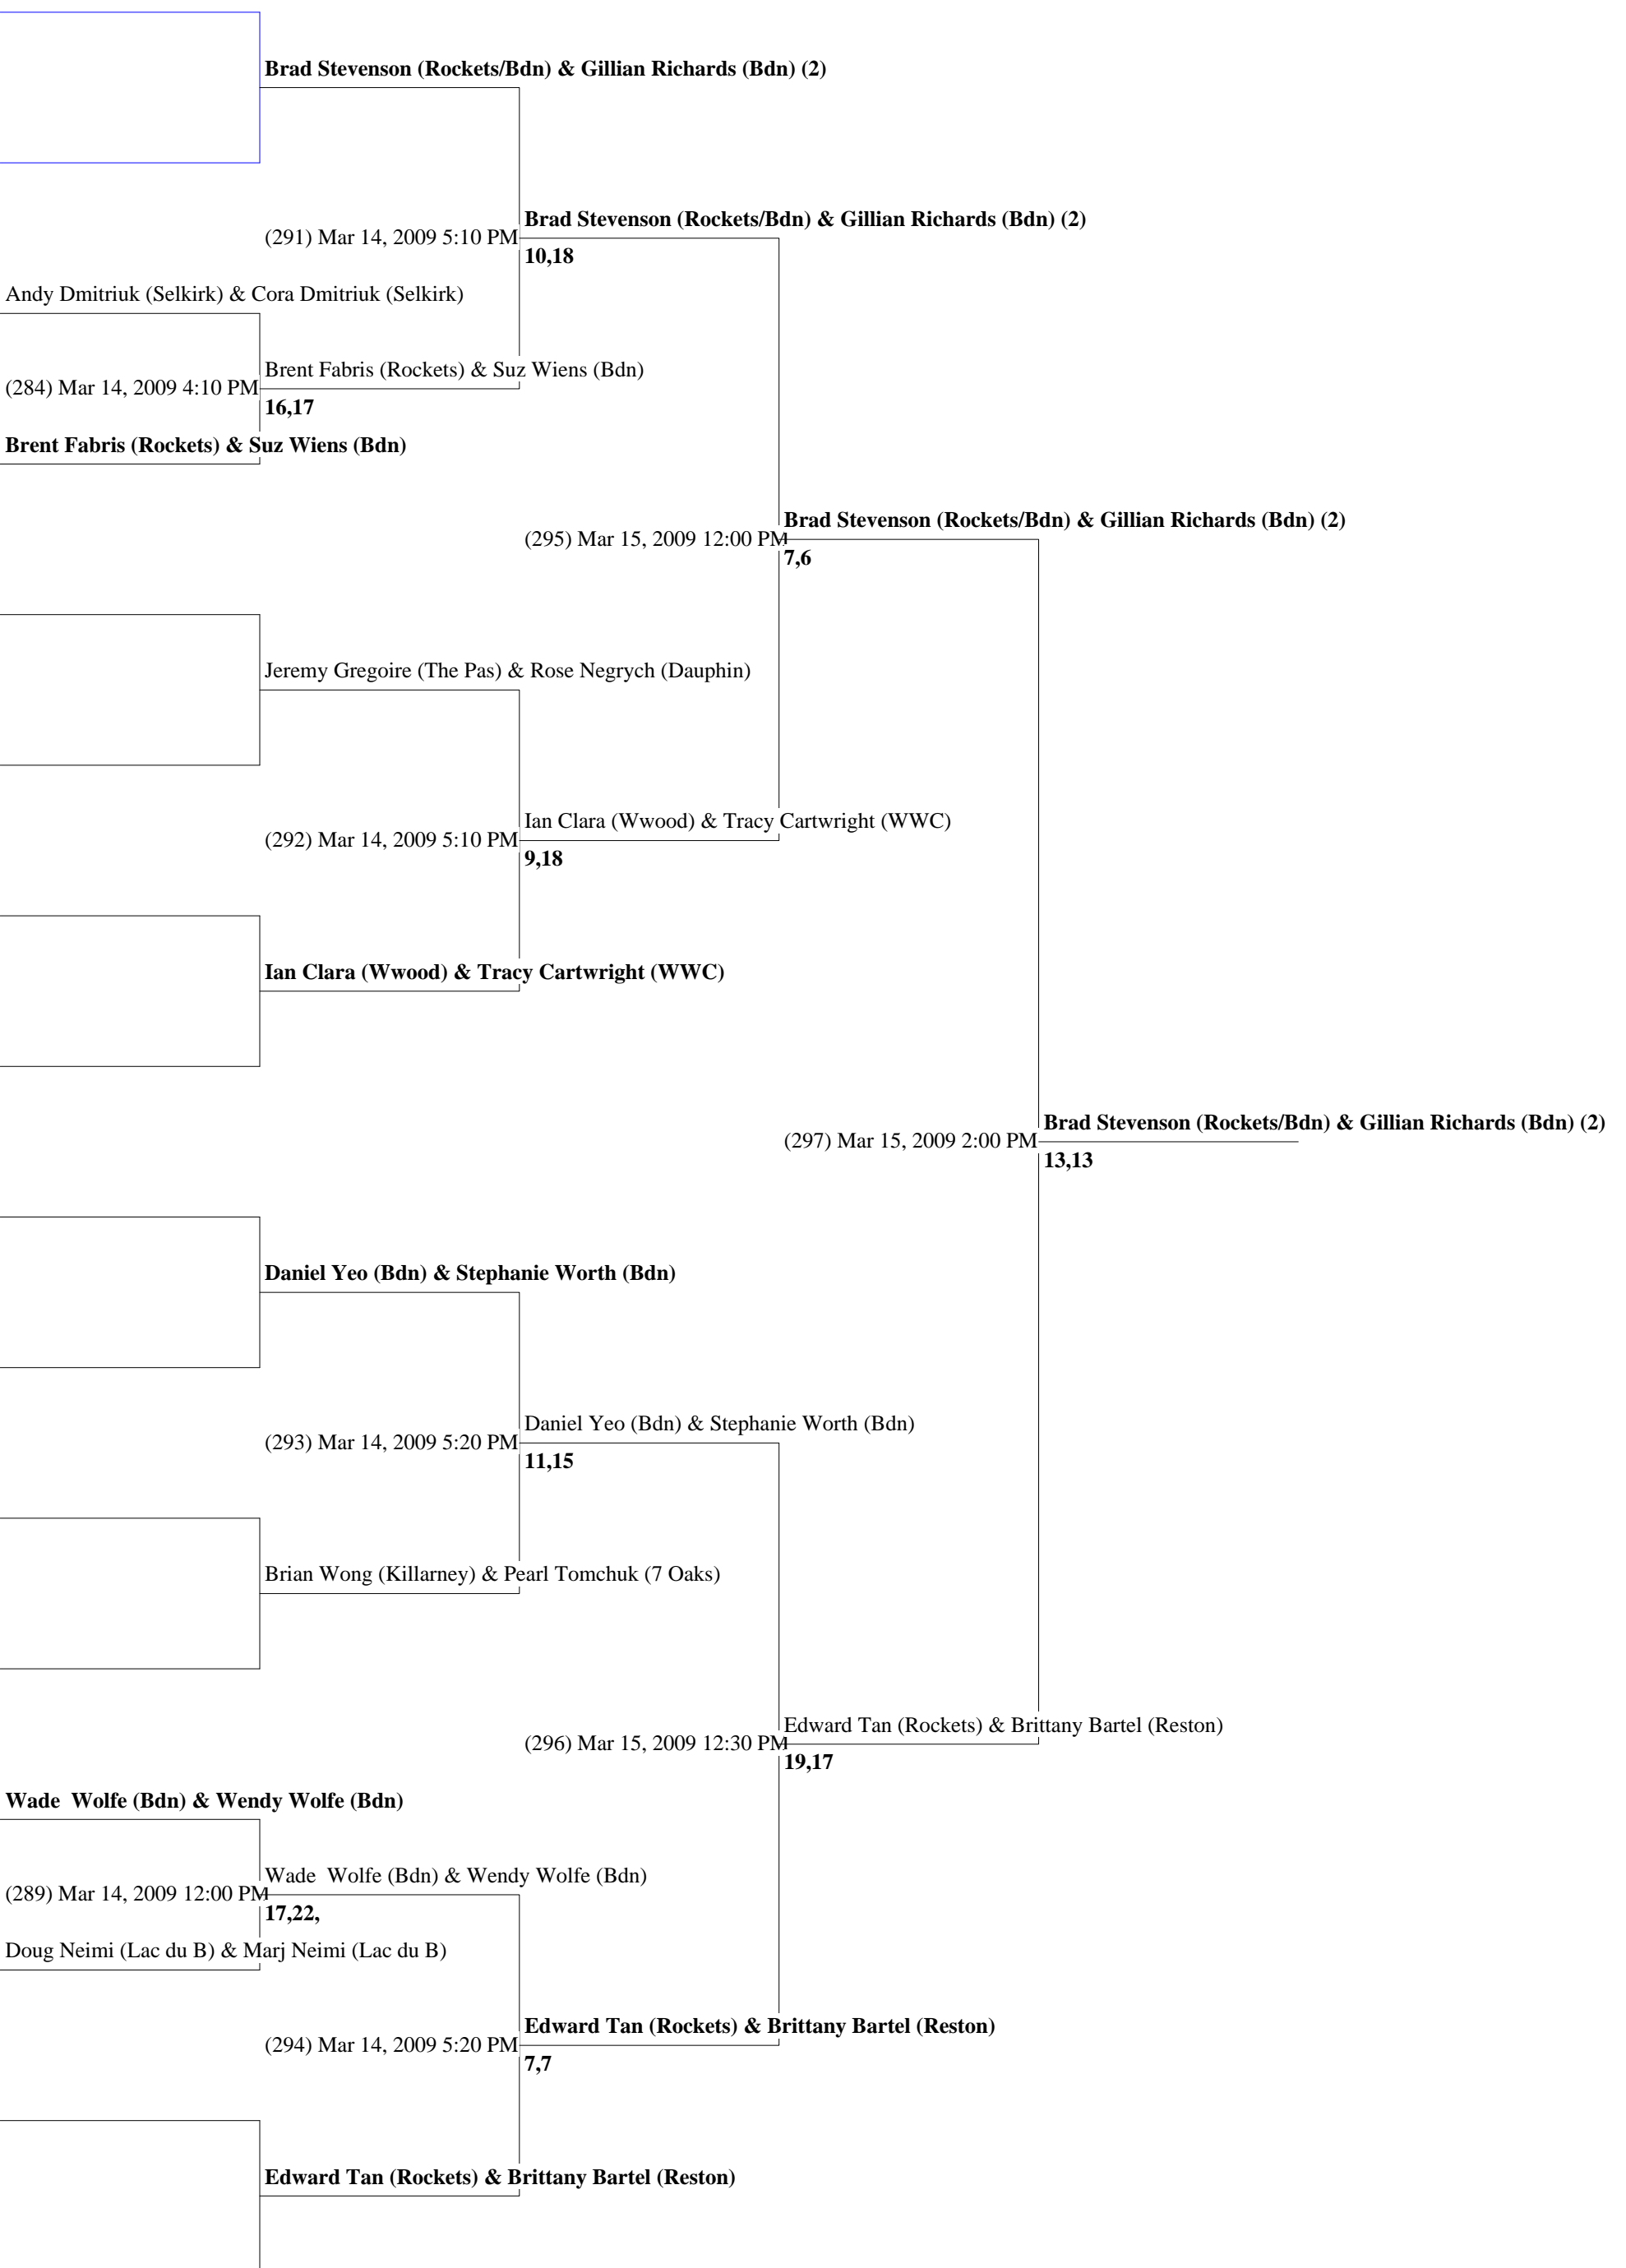 Brad Stevenson (Rockets/Bdn) & Gillian Richards (Bdn) (2)
Brad Stevenson (Rockets/Bdn) & Gillian Richards (Bdn) (2)
(291) Mar 14, 2009 5:10 PM
10,18
Andy Dmitriuk (Selkirk) & Cora Dmitriuk (Selkirk)
Brent Fabris (Rockets) & Suz Wiens (Bdn)
(284) Mar 14, 2009 4:10 PM
16,17
Brent Fabris (Rockets) & Suz Wiens (Bdn)
Brad Stevenson (Rockets/Bdn) & Gillian Richards (Bdn) (2)
(295) Mar 15, 2009 12:00 PM
7,6
Jeremy Gregoire (The Pas) & Rose Negrych (Dauphin)
Ian Clara (Wwood) & Tracy Cartwright (WWC)
(292) Mar 14, 2009 5:10 PM
9,18
Ian Clara (Wwood) & Tracy Cartwright (WWC)
Brad Stevenson (Rockets/Bdn) & Gillian Richards (Bdn) (2)
(297) Mar 15, 2009 2:00 PM
13,13
Daniel Yeo (Bdn) & Stephanie Worth (Bdn)
Daniel Yeo (Bdn) & Stephanie Worth (Bdn)
(293) Mar 14, 2009 5:20 PM
11,15
Brian Wong (Killarney) & Pearl Tomchuk (7 Oaks)
Edward Tan (Rockets) & Brittany Bartel (Reston)
(296) Mar 15, 2009 12:30 PM
19,17
Wade  Wolfe (Bdn) & Wendy Wolfe (Bdn)
Wade  Wolfe (Bdn) & Wendy Wolfe (Bdn)
(289) Mar 14, 2009 12:00 PM
17,22,
Doug Neimi (Lac du B) & Marj Neimi (Lac du B)
Edward Tan (Rockets) & Brittany Bartel (Reston)
(294) Mar 14, 2009 5:20 PM
7,7
Edward Tan (Rockets) & Brittany Bartel (Reston)